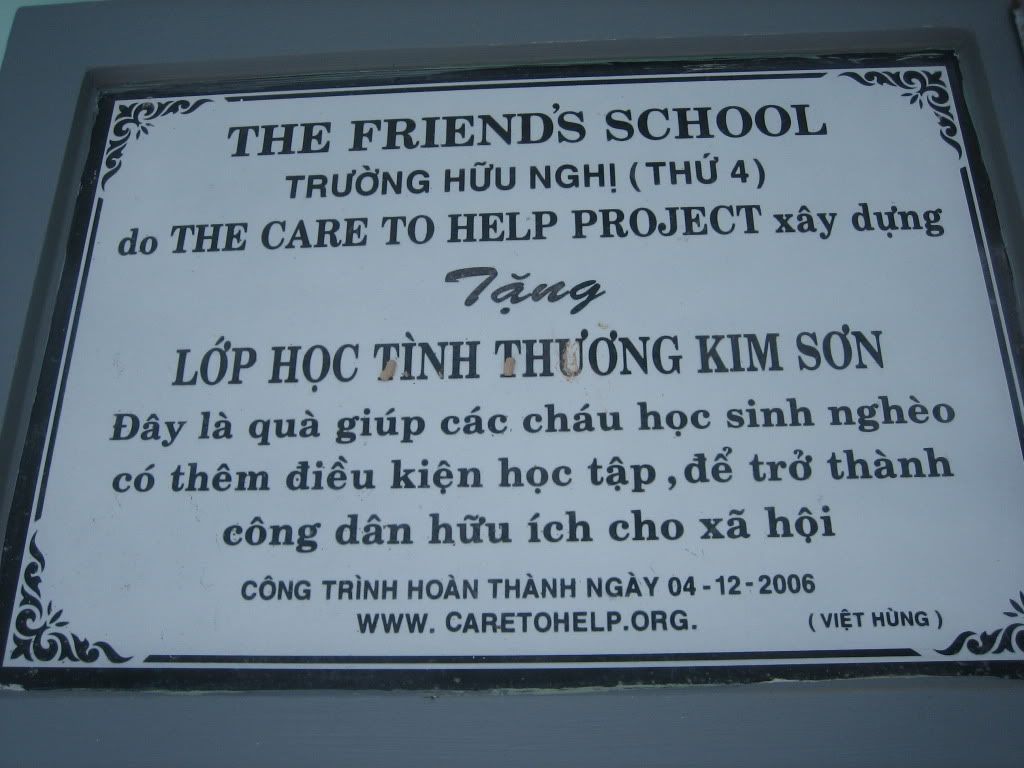 THE FRIEND'S SCHOOL
TRƯỜNG HỮU NGHỊ ( THỨ 4 )
do THE CARE TO HELP PROJECT xây dựng
Tặng
LỚP HỌC TÌNH THƯƠNG KIM SƠN
Đây là quà giúp các cháu học sinh nghèo
có thêm điều kiện học tập , để trở thành
công dân hữu ích cho xã hội
CÔNG TRÌNH HOÀN THÀNH NGÀY 04 - 12 - 2006
WWW. CARETOHELP.ORG.
( VIỆT HÙNG )